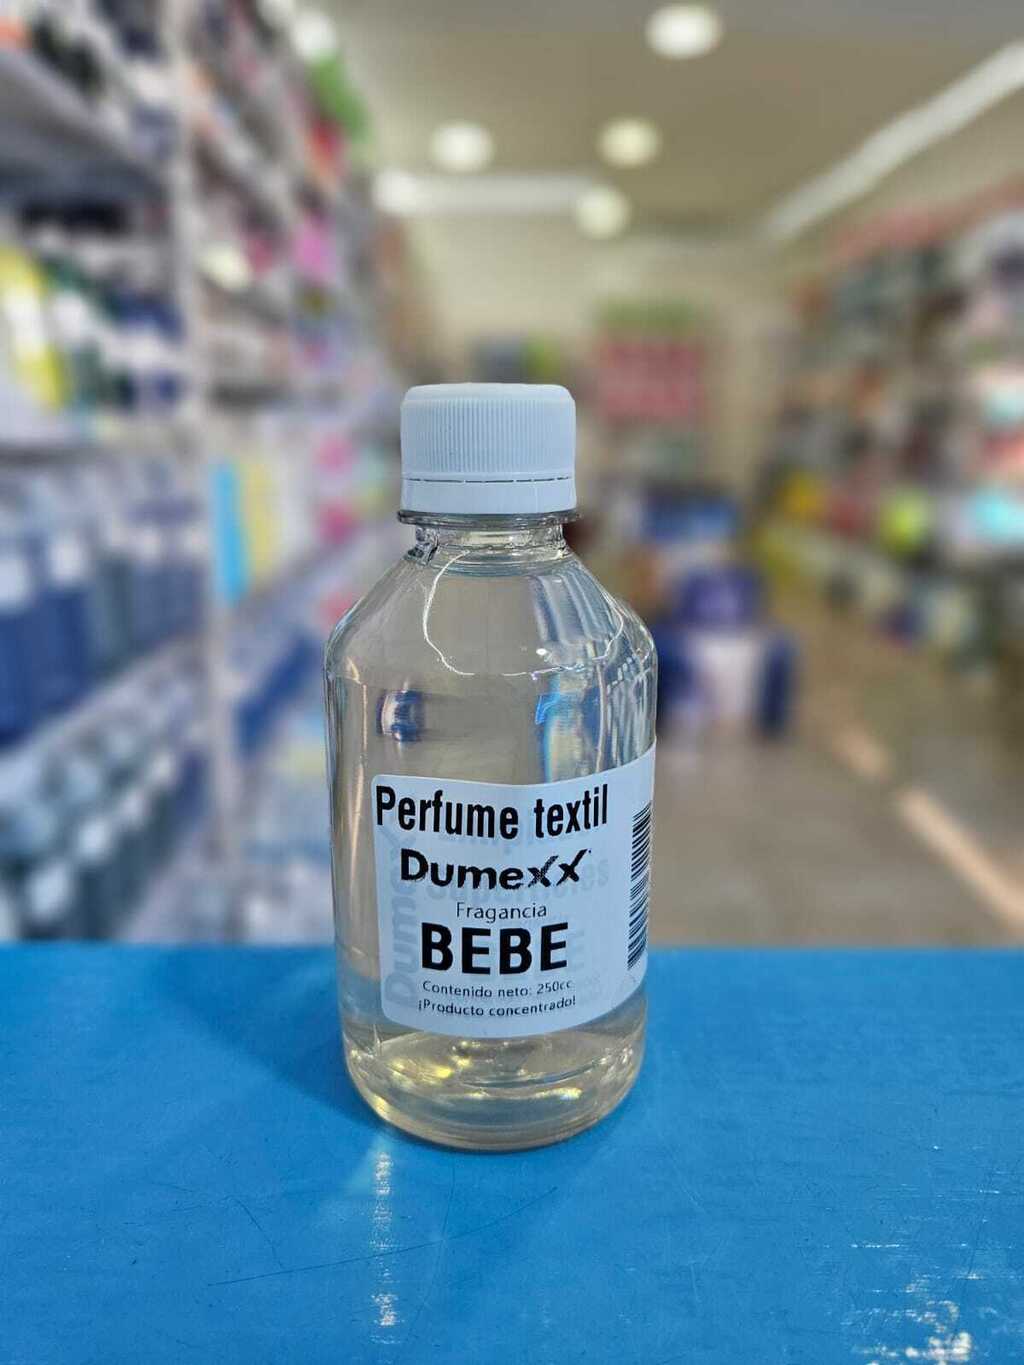 Perfume textil
Dumexx
Fragancia
BEBE
Contenido neto: 250cc
¡Producto concentrado!